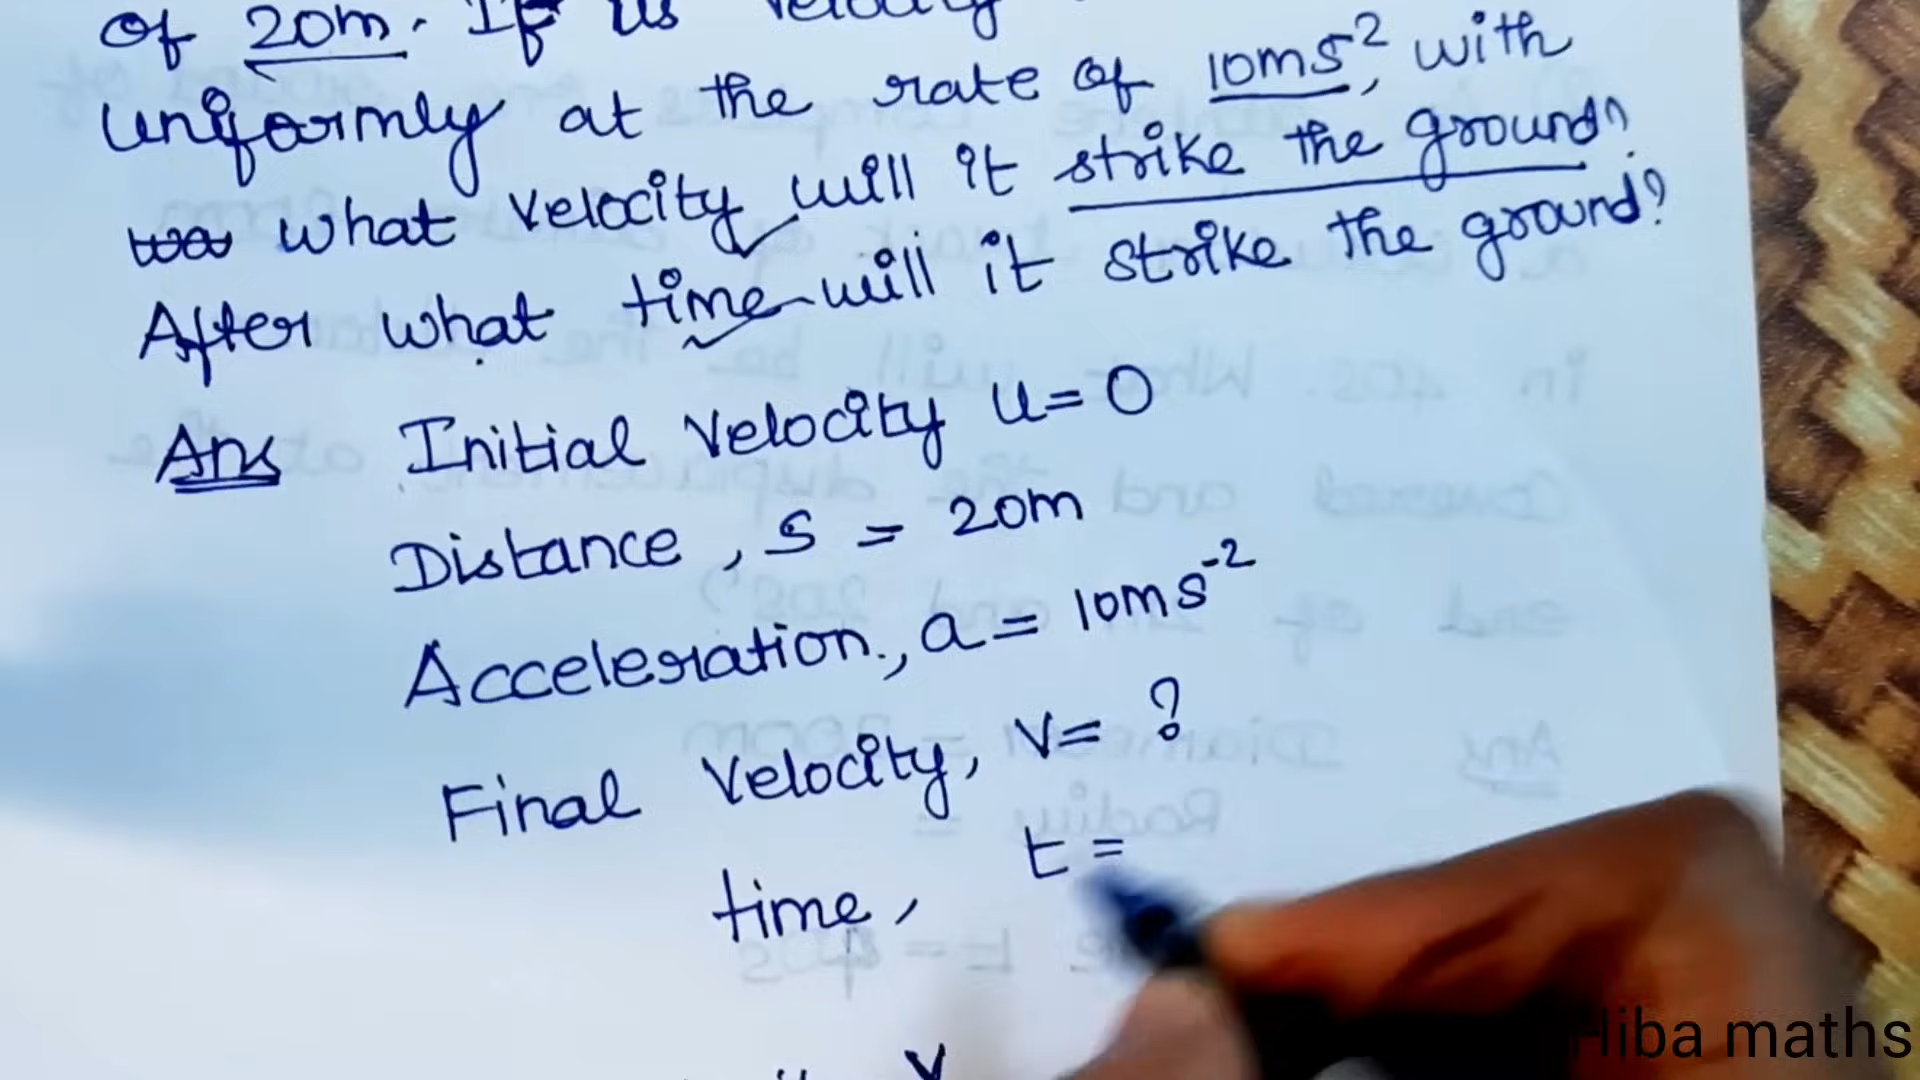 of 20m. If its velocity
uniformly at the rate of 10ms², with
what velocity will it strike the ground?
After what time will it strike the ground?
Ans Initial Velocity u = 0
Distance, s = 20m
Acceleration., a = 10ms⁻²
Final Velocity, v = ?
time, t =
v
Hiba maths